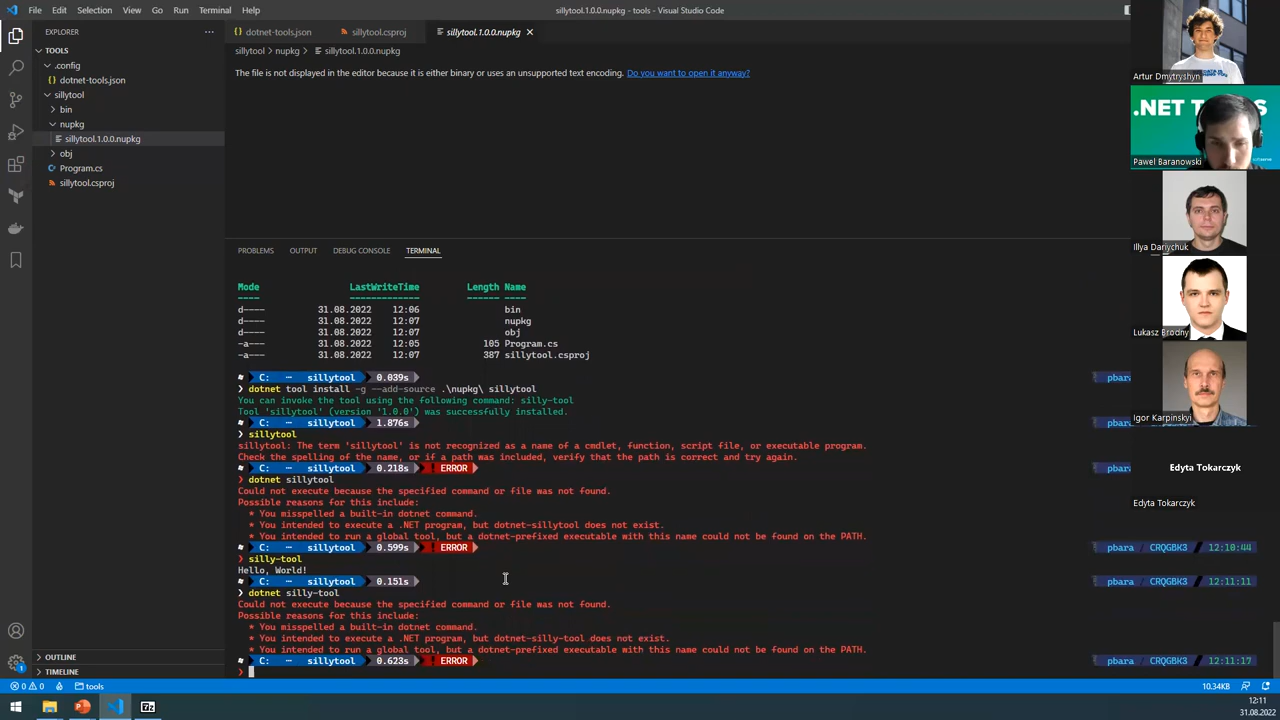 File Edit Selection View Go Run Terminal Help
sillytool.1.0.0.nupkg - tools - Visual Studio Code
EXPLORER
TOOLS
.config
dotnet-tools.json
sillytool
bin
nupkg
sillytool.1.0.0.nupkg
obj
Program.cs
sillytool.csproj
OUTLINE
TIMELINE
dotnet-tools.json sillytool.csproj sillytool.1.0.0.nupkg
sillytool > nupkg > sillytool.1.0.0.nupkg
The file is not displayed in the editor because it is either binary or uses an unsupported text encoding. Do you want to open it anyway?
PROBLEMS OUTPUT DEBUG CONSOLE TERMINAL
Mode LastWriteTime Length Name
---- ------------- ------ ----
d---- 31.08.2022 12:06 bin
d---- 31.08.2022 12:07 nupkg
d---- 31.08.2022 12:07 obj
-a--- 31.08.2022 12:05 105 Program.cs
-a--- 31.08.2022 12:07 387 sillytool.csproj
C: sillytool 0.039s pbara
❯ dotnet tool install -g --add-source .\nupkg\ sillytool
You can invoke the tool using the following command: silly-tool
Tool 'sillytool' (version '1.0.0') was successfully installed.
C: sillytool 1.876s pbara
❯ sillytool
sillytool: The term 'sillytool' is not recognized as a name of a cmdlet, function, script file, or executable program.
Check the spelling of the name, or if a path was included, verify that the path is correct and try again.
C: sillytool 0.218s ! ERROR pbara
❯ dotnet sillytool
Could not execute because the specified command or file was not found.
Possible reasons for this include:
* You misspelled a built-in dotnet command.
* You intended to execute a .NET program, but dotnet-sillytool does not exist.
* You intended to run a global tool, but a dotnet-prefixed executable with this name could not be found on the PATH.
C: sillytool 0.599s ! ERROR pbara / CRQGBK3 / 12:10:44
❯ silly-tool
Hello, World!
C: sillytool 0.151s pbara / CRQGBK3 / 12:11:11
❯ dotnet silly-tool
Could not execute because the specified command or file was not found.
Possible reasons for this include:
* You misspelled a built-in dotnet command.
* You intended to execute a .NET program, but dotnet-silly-tool does not exist.
* You intended to run a global tool, but a dotnet-prefixed executable with this name could not be found on the PATH.
C: sillytool 0.623s ! ERROR pbara / CRQGBK3 / 12:11:17
❯
0 0 tools 10.34KB
12:11
31.08.2022
Artur Dmytryshyn
.NET T S
Pawel Baranowski
Illya Danychuk
Lukasz Brodny
Igor Karpinskyi
Edyta Tokarczyk
Edyta Tokarczyk